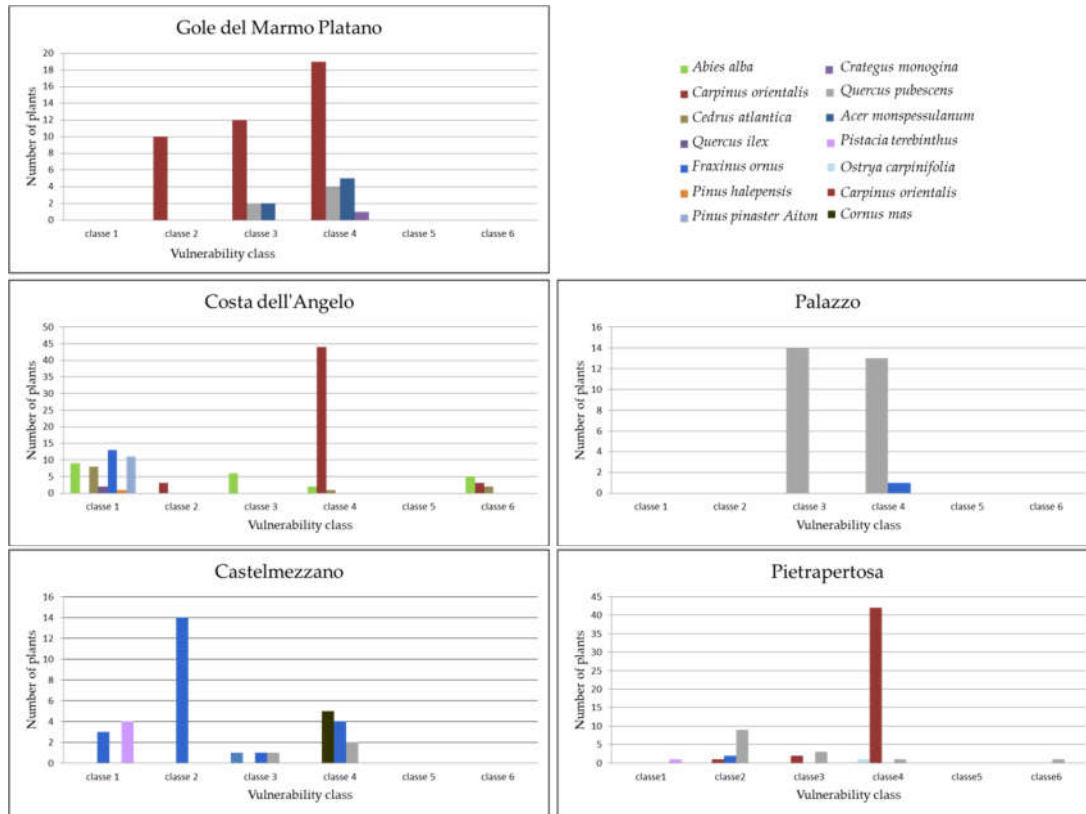 Gole del Marmo Platano
Number of plants
20
18
16
14
12
10
8
6
4
2
0
classe 1 classe 2 classe 3 classe 4 classe 5 classe 6
Vulnerability class
Abies alba Crategus monogina
Carpinus orientalis Quercus pubescens
Cedrus atlantica Acer monspessulanum
Quercus ilex Pistacia terebinthus
Fraxinus ornus Ostrya carpinifolia
Pinus halepensis Carpinus orientalis
Pinus pinaster Aiton Cornus mas
Costa dell'Angelo
Number of plants
50
45
40
35
30
25
20
15
10
5
0
classe 1 classe 2 classe 3 classe 4 classe 5 classe 6
Vulnerability class
Palazzo
Number of plants
16
14
12
10
8
6
4
2
0
classe 1 classe 2 classe 3 classe 4 classe 5 classe 6
Vulnerability class
Castelmezzano
Number of plants
16
14
12
10
8
6
4
2
0
classe 1 classe 2 classe 3 classe 4 classe 5 classe 6
Vulnerability class
Pietrapertosa
Number of plants
45
40
35
30
25
20
15
10
5
0
classe1 classe2 classe3 classe4 classe5 classe6
Vulnerability class